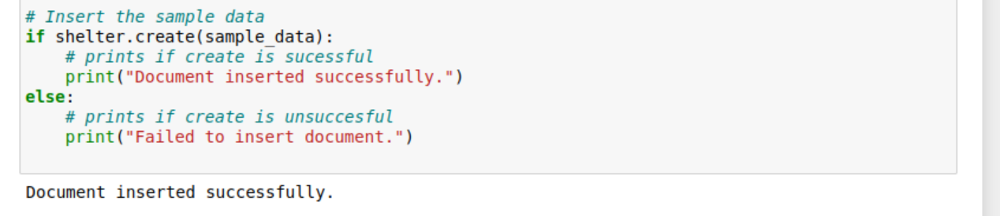 # Insert the sample data
if shelter.create(sample_data):
    # prints if create is sucessful
    print("Document inserted successfully.")
else:
    # prints if create is unsuccesful
    print("Failed to insert document.")
Document inserted successfully.